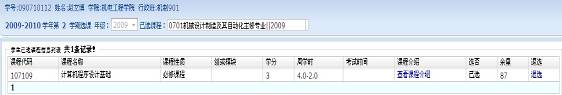 学号:090710112 姓名:赵文博 学院:机电工程学院 行政班:机制901
2009-2010学年第 2 学期选课 年级: 2009 已选课程: 0701机械设计制造及其自动化主修专业||2009
学生已选课程信息列表 共1条记录!
课程代码 课程名称 课程性质 组或模块 学分 周学时 考试时间 课程介绍 选否 余量 退选
107109 计算机程序设计基础 必修课程 3 4.0-2.0 查看课程介绍 已选 87 退选
1